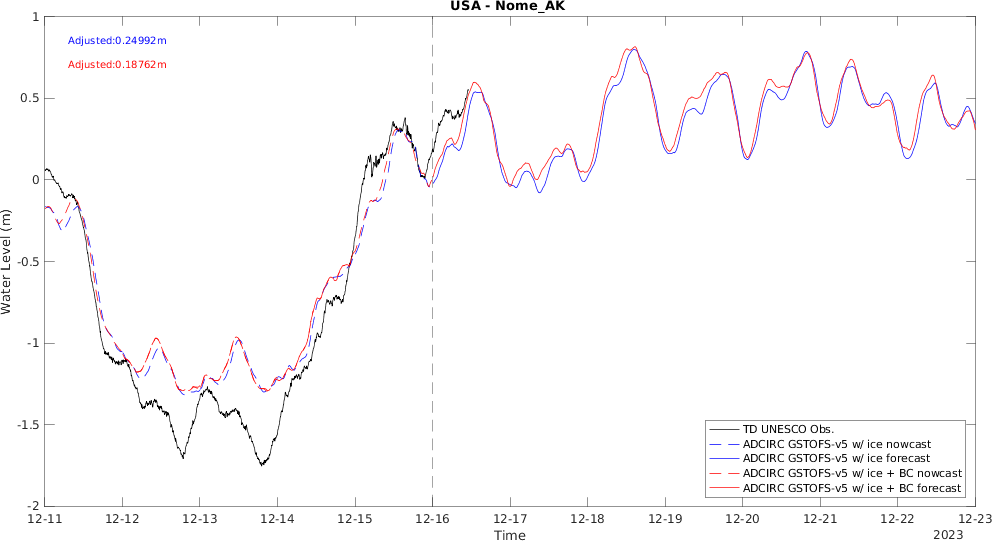 USA - Nome_AK
Adjusted:0.24992m
Adjusted:0.18762m
1
0.5
0
-0.5
-1
-1.5
-2
Water Level (m)
TD UNESCO Obs.
ADCIRC GSTOFS-v5 w/ ice nowcast
ADCIRC GSTOFS-v5 w/ ice forecast
ADCIRC GSTOFS-v5 w/ ice + BC nowcast
ADCIRC GSTOFS-v5 w/ ice + BC forecast
12-11 12-12 12-13 12-14 12-15 12-16 12-17 12-18 12-19 12-20 12-21 12-22 12-23
Time
2023